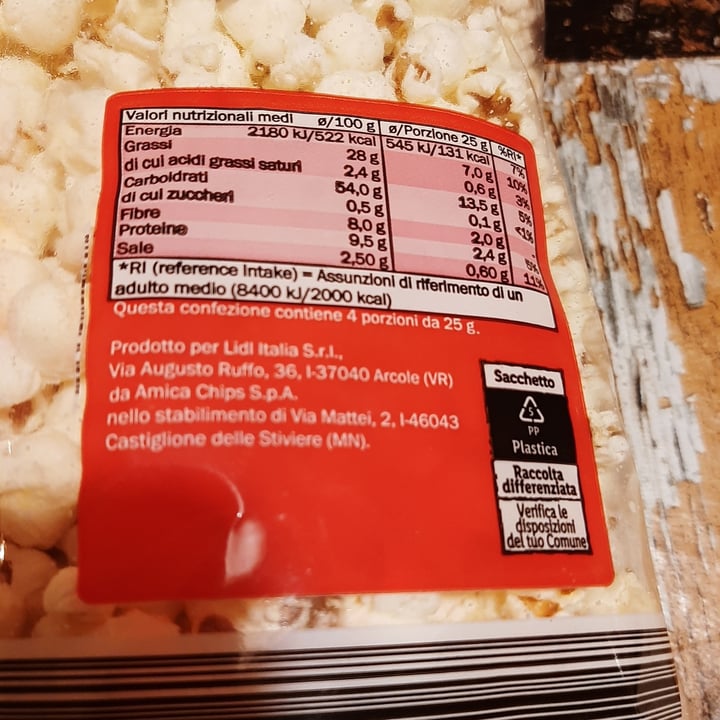 Valori nutrizionali medi ø/100 g ø/Porzione 25 g %RI*
Energia 2180 kJ/522 kcal 545 kJ/131 kcal 7%
Grassi 28 g 7,0 g 10%
di cui acidi grassi saturi 2,4 g 0,6 g 3%
Carboidrati 54,0 g 13,5 g 5%
di cui zuccheri 0,5 g 0,1 g <1%
Fibre 8,0 g 2,0 g -
Proteine 9,5 g 2,4 g 5%
Sale 2,50 g 0,60 g 11%
*RI (reference intake) = Assunzioni di riferimento di un
adulto medio (8400 kJ/2000 kcal)
Questa confezione contiene 4 porzioni da 25 g.
Prodotto per Lidl Italia S.r.l.,
Via Augusto Ruffo, 36, I-37040 Arcole (VR)
da Amica Chips S.p.A.
nello stabilimento di Via Mattei, 2, I-46043
Castiglione delle Stiviere (MN).
Sacchetto
5
PP
Plastica
Raccolta
differenziata
Verifica le
disposizioni
del tuo Comune